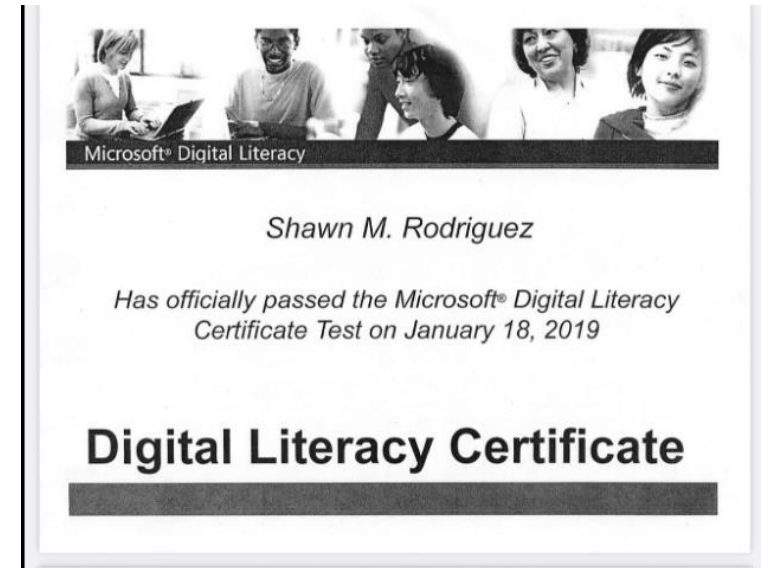 Microsoft® Digital Literacy
Shawn M. Rodriguez
Has officially passed the Microsoft® Digital Literacy
Certificate Test on January 18, 2019
Digital Literacy Certificate